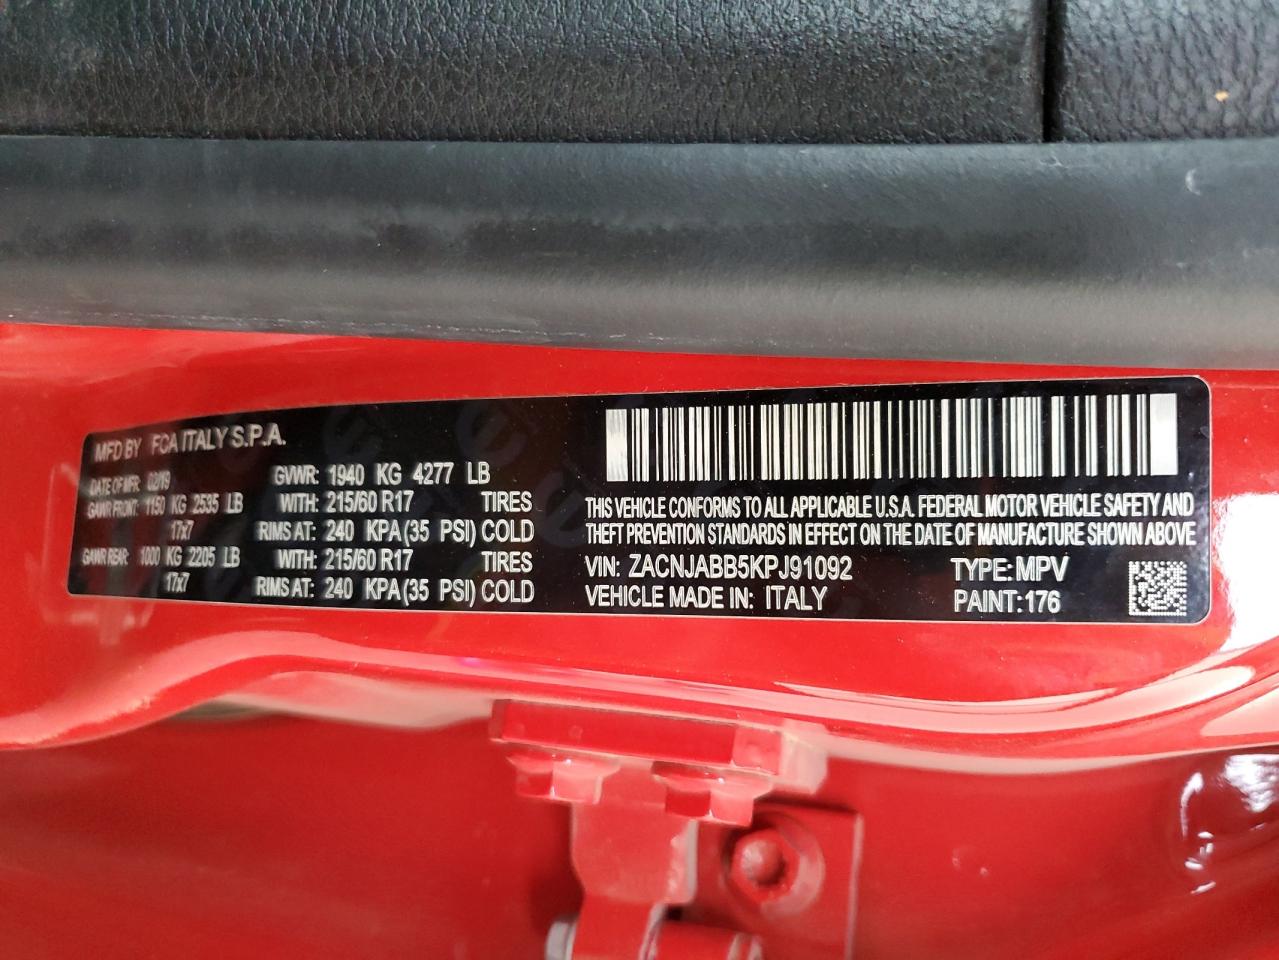 MFD BY FCA ITALY S.P.A.
DATE OF MFR 02/19 GVWR: 1940 KG 4277 LB
GAWR FRONT: 1150 KG 2535 LB WITH: 215/60 R17 TIRES
17x7 RIMS AT: 240 KPA(35 PSI) COLD
GAWR REAR: 1000 KG 2205 LB WITH: 215/60 R17 TIRES
17x7 RIMS AT: 240 KPA(35 PSI) COLD
THIS VEHICLE CONFORMS TO ALL APPLICABLE U.S.A. FEDERAL MOTOR VEHICLE SAFETY AND
THEFT PREVENTION STANDARDS IN EFFECT ON THE DATE OF MANUFACTURE SHOWN ABOVE
VIN: ZACNJABB5KPJ91092 TYPE: MPV
VEHICLE MADE IN: ITALY PAINT:176